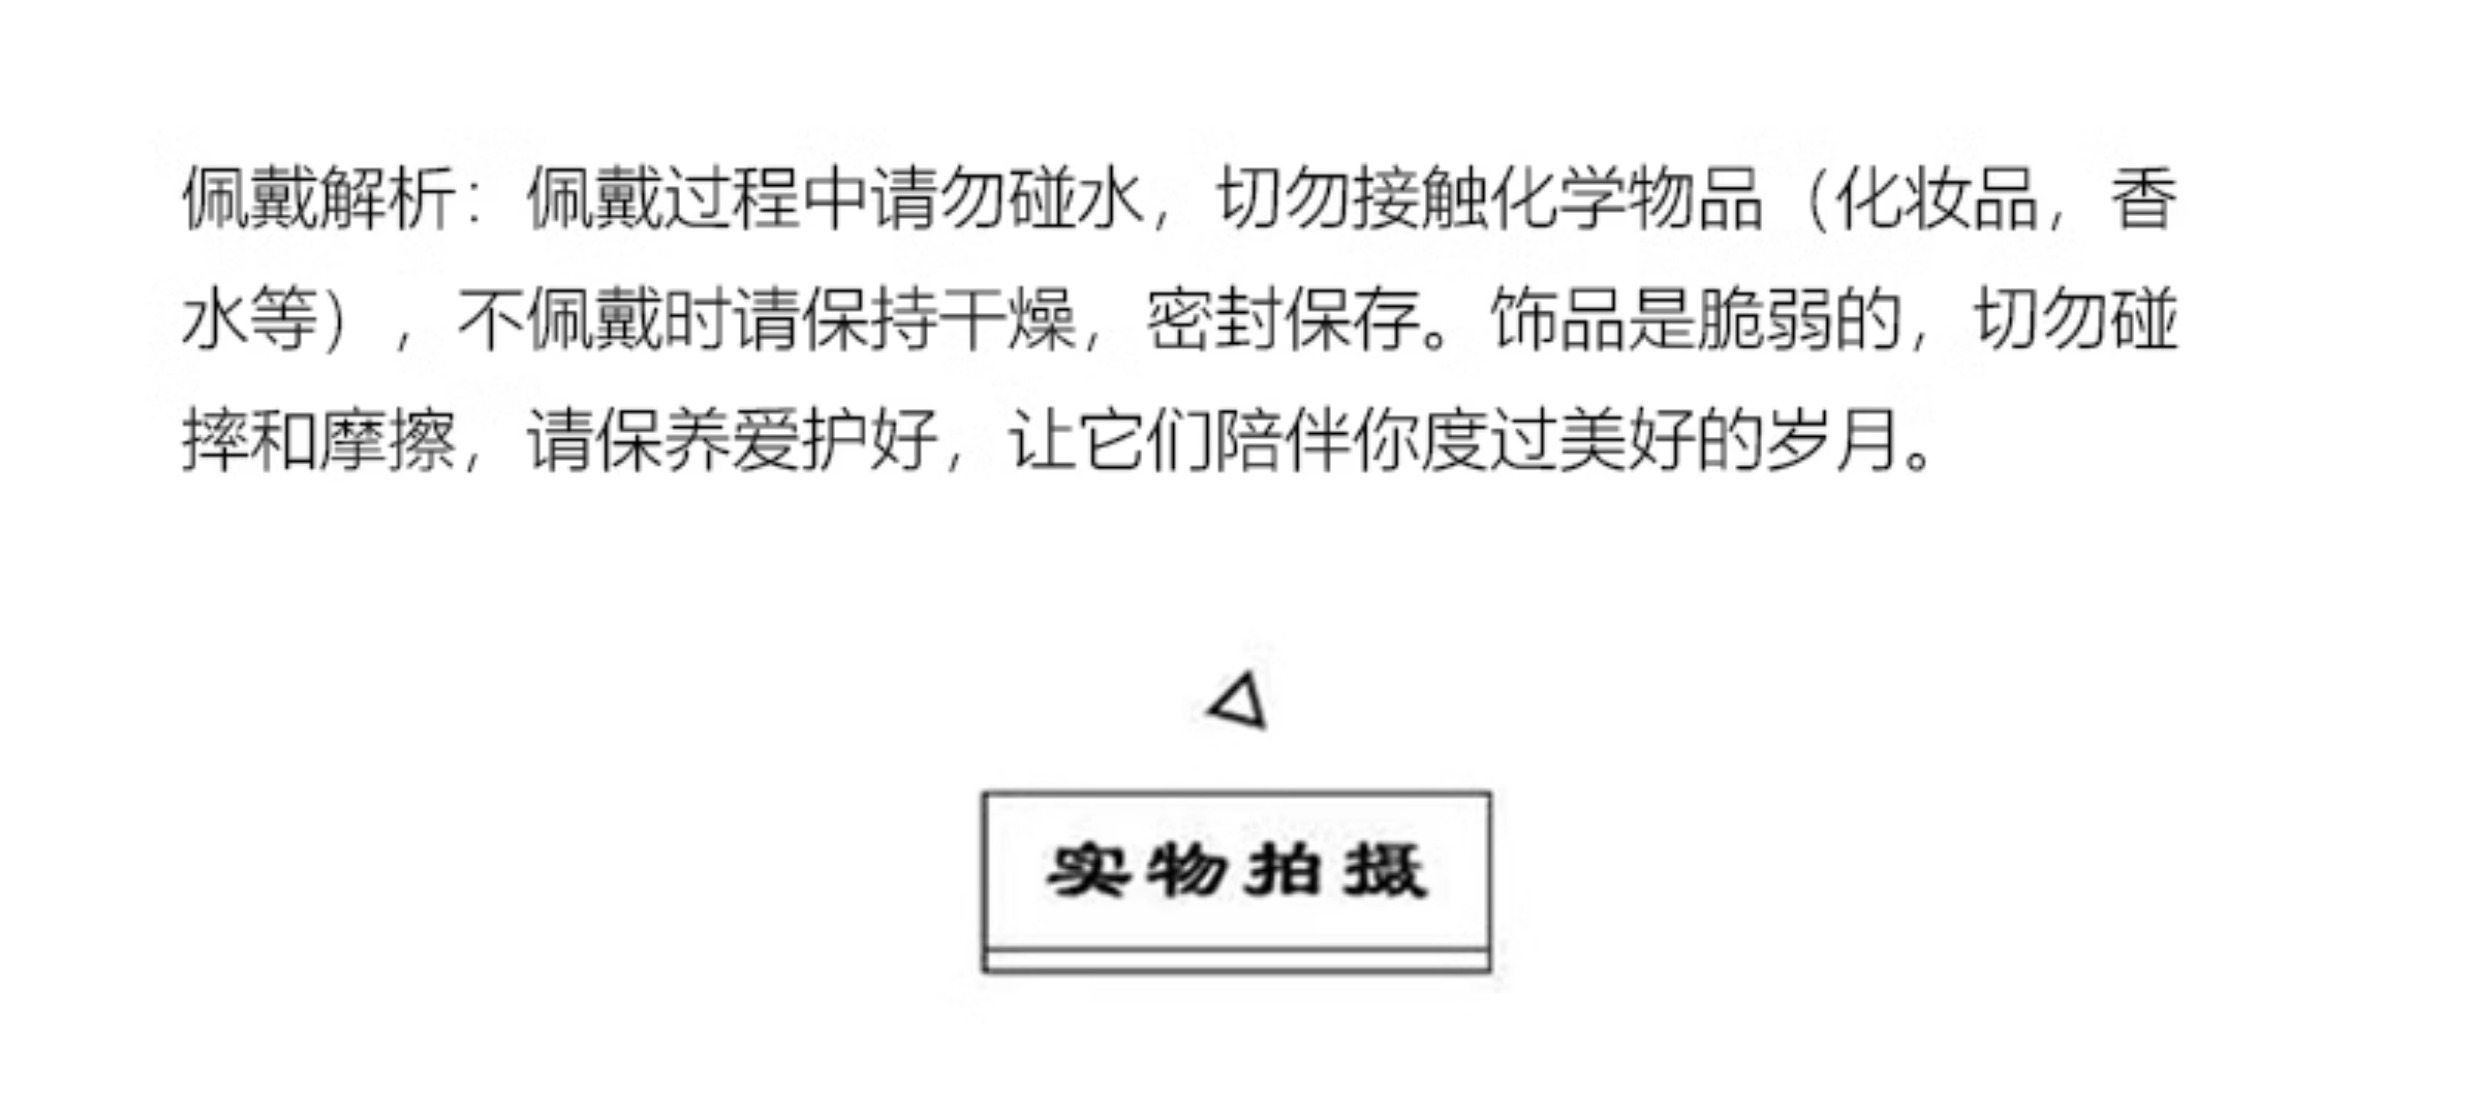 佩戴解析：佩戴过程中请勿碰水，切勿接触化学物品（化妆品，香
水等），不佩戴时请保持干燥，密封保存。饰品是脆弱的，切勿碰
摔和摩擦，请保养爱护好，让它们陪伴你度过美好的岁月。
实物拍摄